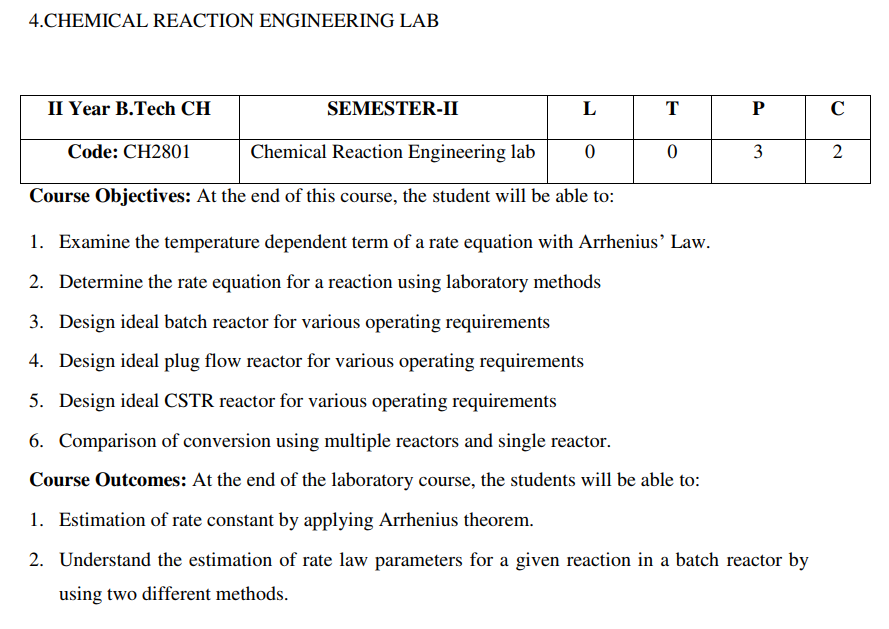 4.CHEMICAL REACTION ENGINEERING LAB
II Year B.Tech CH SEMESTER-II L T P C
Code: CH2801 Chemical Reaction Engineering lab 0 0 3 2
Course Objectives: At the end of this course, the student will be able to:
1. Examine the temperature dependent term of a rate equation with Arrhenius’ Law.
2. Determine the rate equation for a reaction using laboratory methods
3. Design ideal batch reactor for various operating requirements
4. Design ideal plug flow reactor for various operating requirements
5. Design ideal CSTR reactor for various operating requirements
6. Comparison of conversion using multiple reactors and single reactor.
Course Outcomes: At the end of the laboratory course, the students will be able to:
1. Estimation of rate constant by applying Arrhenius theorem.
2. Understand the estimation of rate law parameters for a given reaction in a batch reactor by
using two different methods.